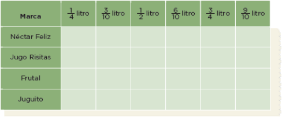 Marca 1/4 litro 3/10 litro 1/2 litro 6/10 litro 3/4 litro 9/10 litro
Néctar Feliz
Jugo Risitas
Frutal
Juguito